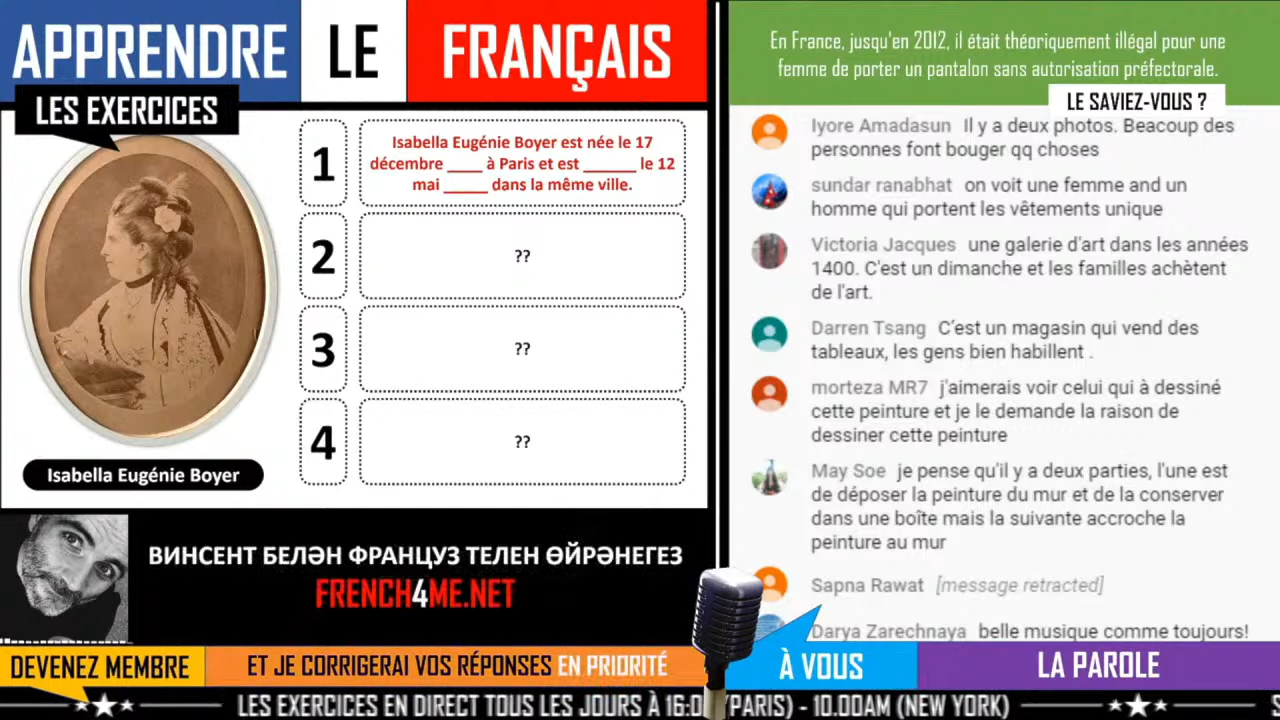 APPRENDRE LE FRANÇAIS
LES EXERCICES
1
Isabella Eugénie Boyer est née le 17
décembre ____ à Paris et est ______ le 12
mai _____ dans la même ville.
2
??
3
??
4
??
Isabella Eugénie Boyer
ВИНСЕНТ БЕЛӘН ФРАНЦУЗ ТЕЛЕН ӨЙРӘНЕГЕЗ
FRENCH4ME.NET
DEVENEZ MEMBRE
ET JE CORRIGERAI VOS RÉPONSES EN PRIORITÉ
En France, jusqu'en 2012, il était théoriquement illégal pour une
femme de porter un pantalon sans autorisation préfectorale.
LE SAVIEZ-VOUS ?
Iyore Amadasun Il y a deux photos. Beacoup des
personnes font bouger qq choses
sundar ranabhat on voit une femme and un
homme qui portent les vêtements unique
Victoria Jacques une galerie d'art dans les années
1400. C'est un dimanche et les familles achètent
de l'art.
Darren Tsang C'est un magasin qui vend des
tableaux, les gens bien habillent .
morteza MR7 j'aimerais voir celui qui à dessiné
cette peinture et je le demande la raison de
dessiner cette peinture
May Soe je pense qu'il y a deux parties, l'une est
de déposer la peinture du mur et de la conserver
dans une boîte mais la suivante accroche la
peinture au mur
Sapna Rawat [message retracted]
Darya Zarechnaya belle musique comme toujours!
À VOUS
LA PAROLE
LES EXERCICES EN DIRECT TOUS LES JOURS À 16:0 (PARIS) - 10.00AM (NEW YORK)